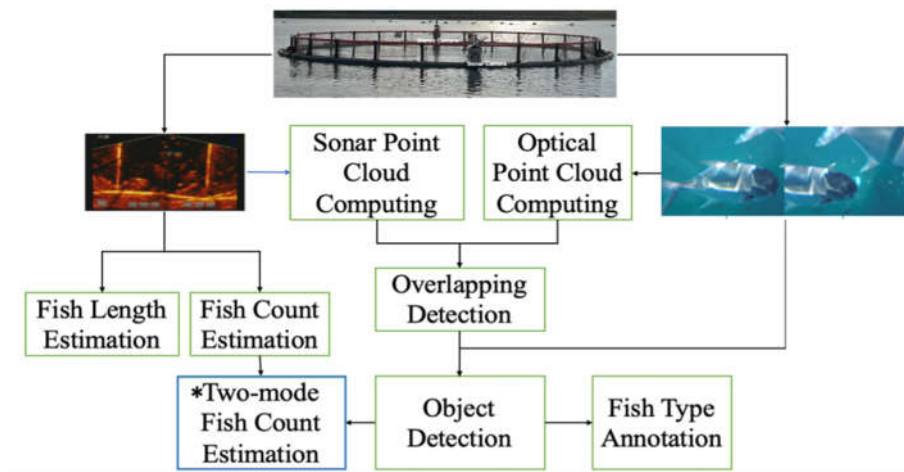 Sonar Point
Cloud
Computing
Optical
Point Cloud
Computing
Overlapping
Detection
Fish Length
Estimation
Fish Count
Estimation
*Two-mode
Fish Count
Estimation
Object
Detection
Fish Type
Annotation